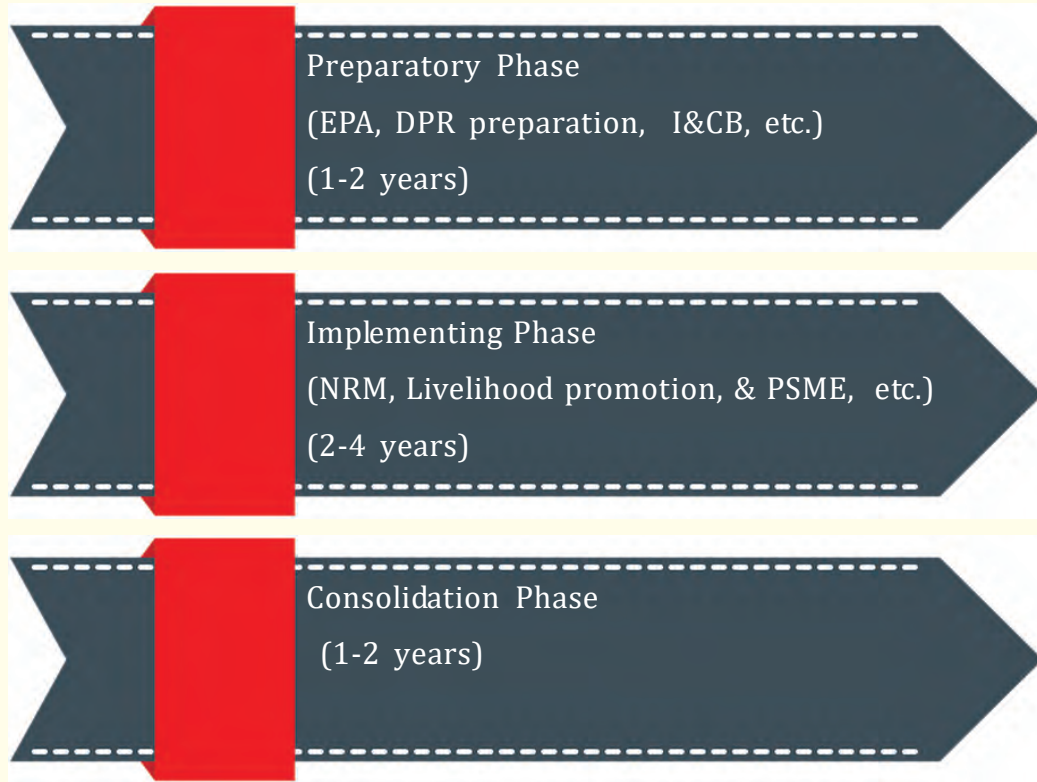 Preparatory Phase
(EPA, DPR preparation, I&CB, etc.)
(1-2 years)
Implementing Phase
(NRM, Livelihood promotion, & PSME, etc.)
(2-4 years)
Consolidation Phase
(1-2 years)